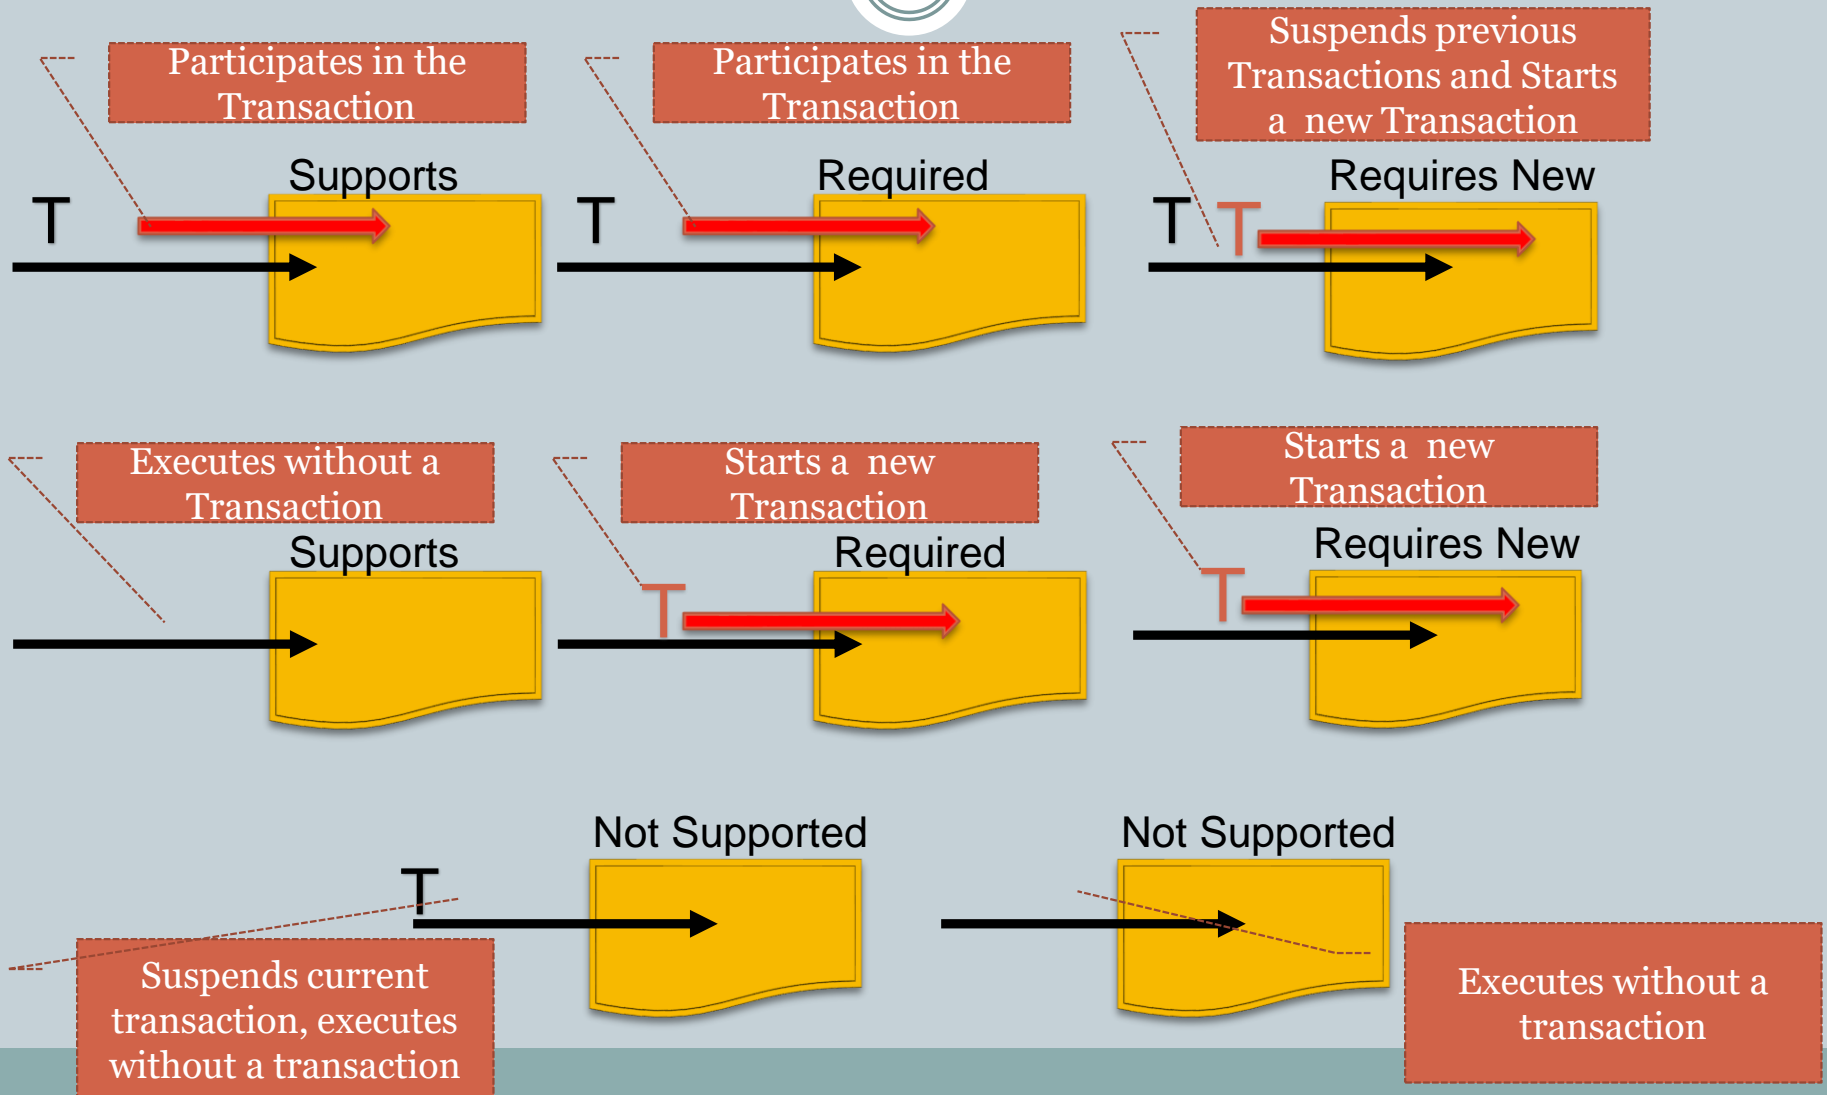 Participates in the
Transaction
Supports
T
Participates in the
Transaction
Required
T
Suspends previous
Transactions and Starts
a new Transaction
Requires New
T
T
Executes without a
Transaction
Supports
Starts a new
Transaction
Required
T
Starts a new
Transaction
Requires New
T
Not Supported
T
Suspends current
transaction, executes
without a transaction
Not Supported
Executes without a
transaction